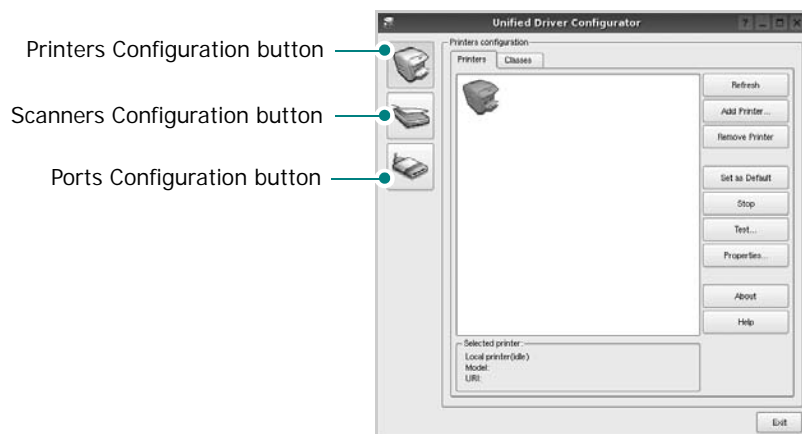 Unified Driver Configurator
Printers Configuration button
Scanners Configuration button
Ports Configuration button
Printers configuration
Printers
Classes
Refresh
Add Printer...
Remove Printer
Set as Default
Stop
Test...
Properties...
About
Help
Selected printer:
Local printer(idle)
Model:
URI:
Exit